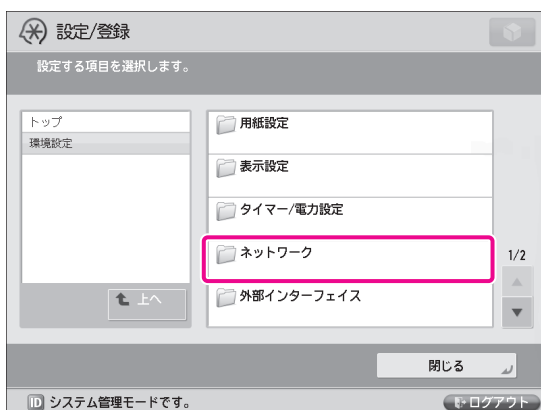 設定/登録
設定する項目を選択します。
トップ
環境設定
用紙設定
表示設定
タイマー/電力設定
ネットワーク
外部インターフェイス
1/2
上へ
閉じる
ID システム管理モードです。
ログアウト